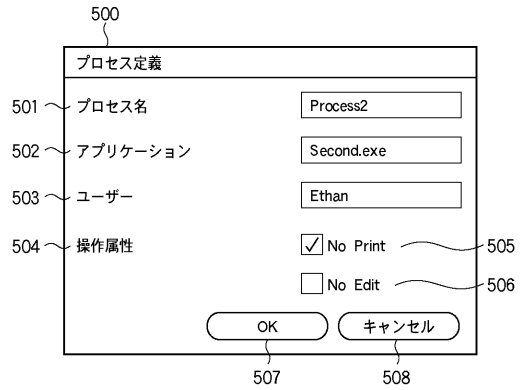 500
プロセス定義
501 プロセス名 Process2
502 アプリケーション Second.exe
503 ユーザー Ethan
504 操作属性 No Print 505
No Edit 506
OK キャンセル
507 508